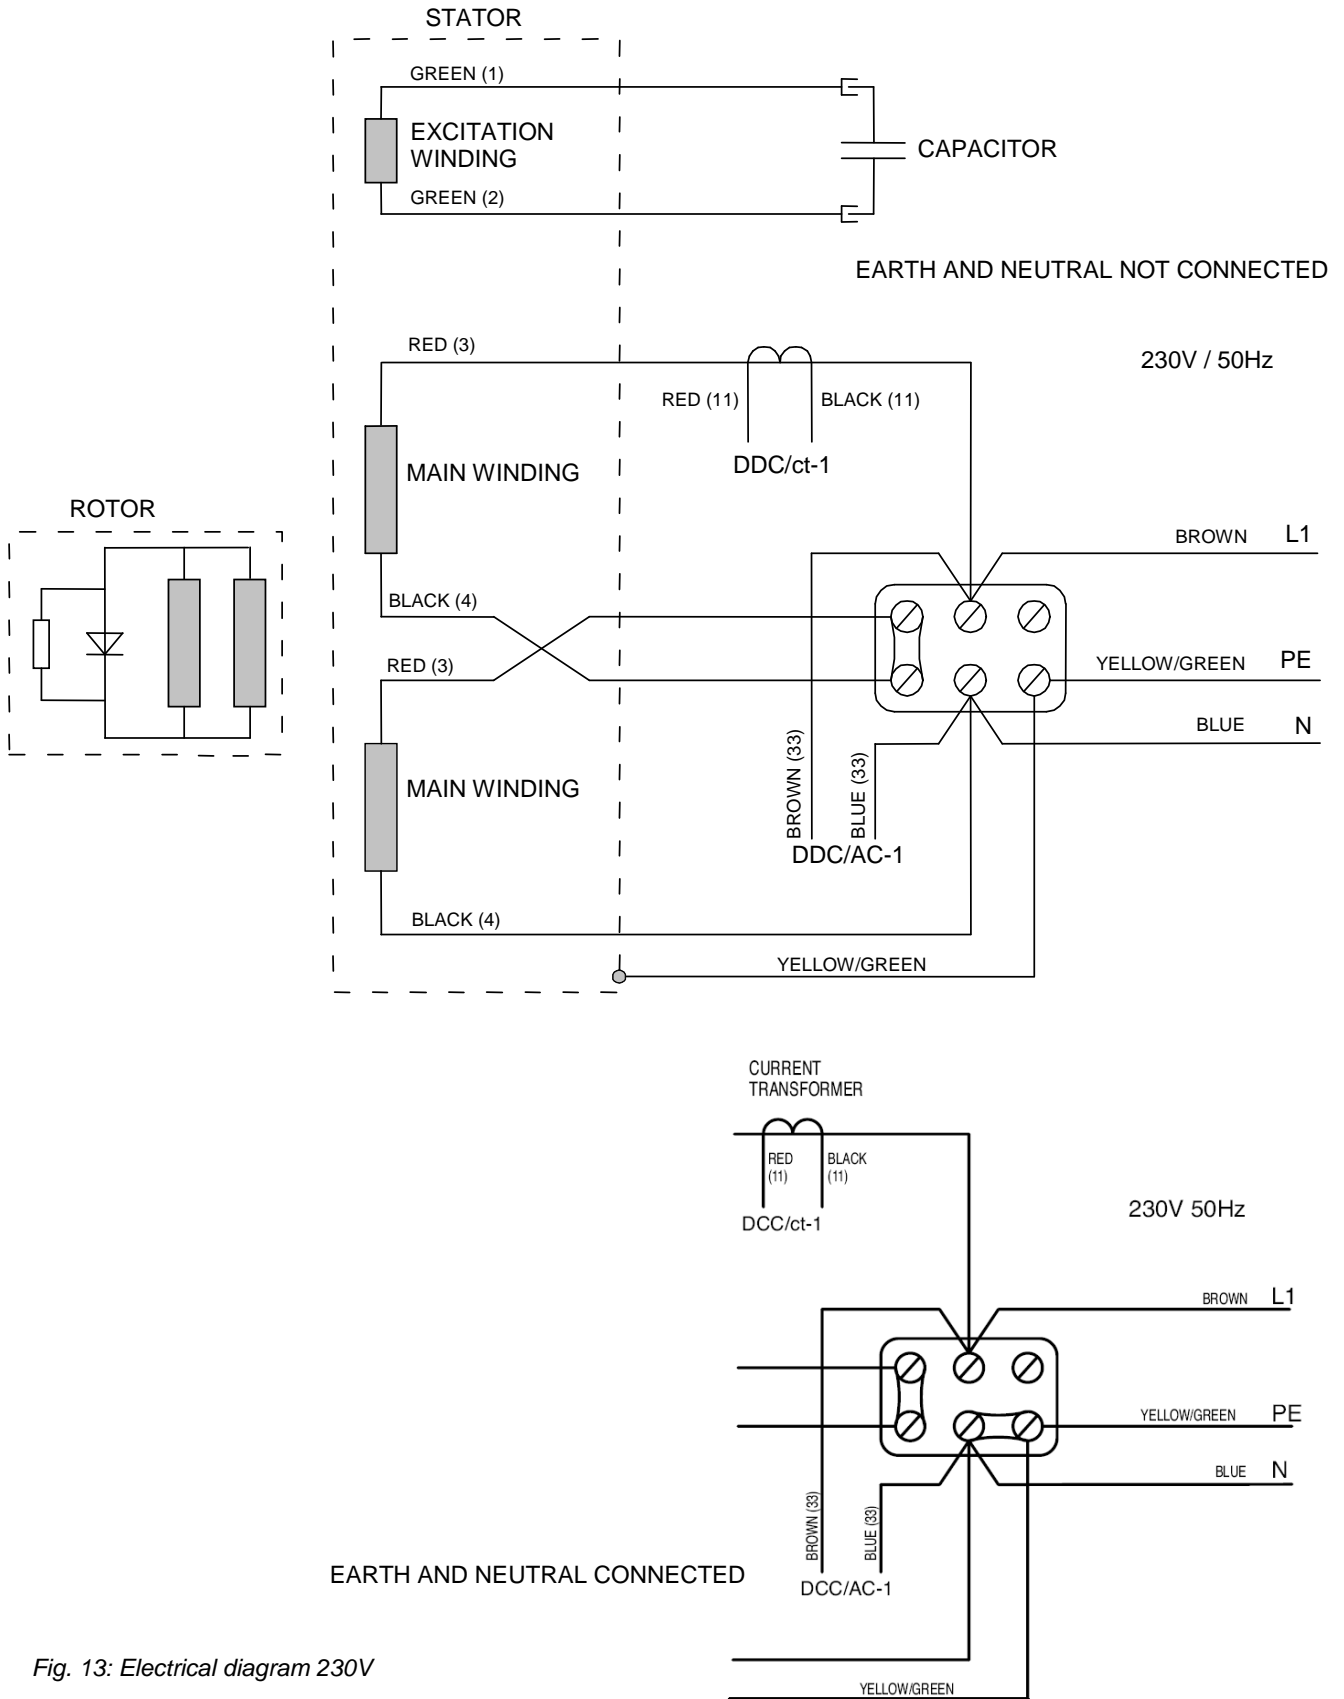 STATOR
GREEN (1)
EXCITATION
WINDING
CAPACITOR
GREEN (2)
EARTH AND NEUTRAL NOT CONNECTED
RED (3)
230V / 50Hz
RED (11)
BLACK (11)
DDC/ct-1
MAIN WINDING
ROTOR
BROWN
L1
BLACK (4)
RED (3)
YELLOW/GREEN
PE
BLUE
N
BROWN (33)
BLUE (33)
MAIN WINDING
DDC/AC-1
BLACK (4)
YELLOW/GREEN
CURRENT
TRANSFORMER
RED
(11)
BLACK
(11)
DCC/ct-1
230V 50Hz
BROWN
L1
YELLOW/GREEN
PE
BLUE
N
BROWN (33)
BLUE (33)
EARTH AND NEUTRAL CONNECTED
DCC/AC-1
Fig. 13: Electrical diagram 230V
YELLOW/GREEN